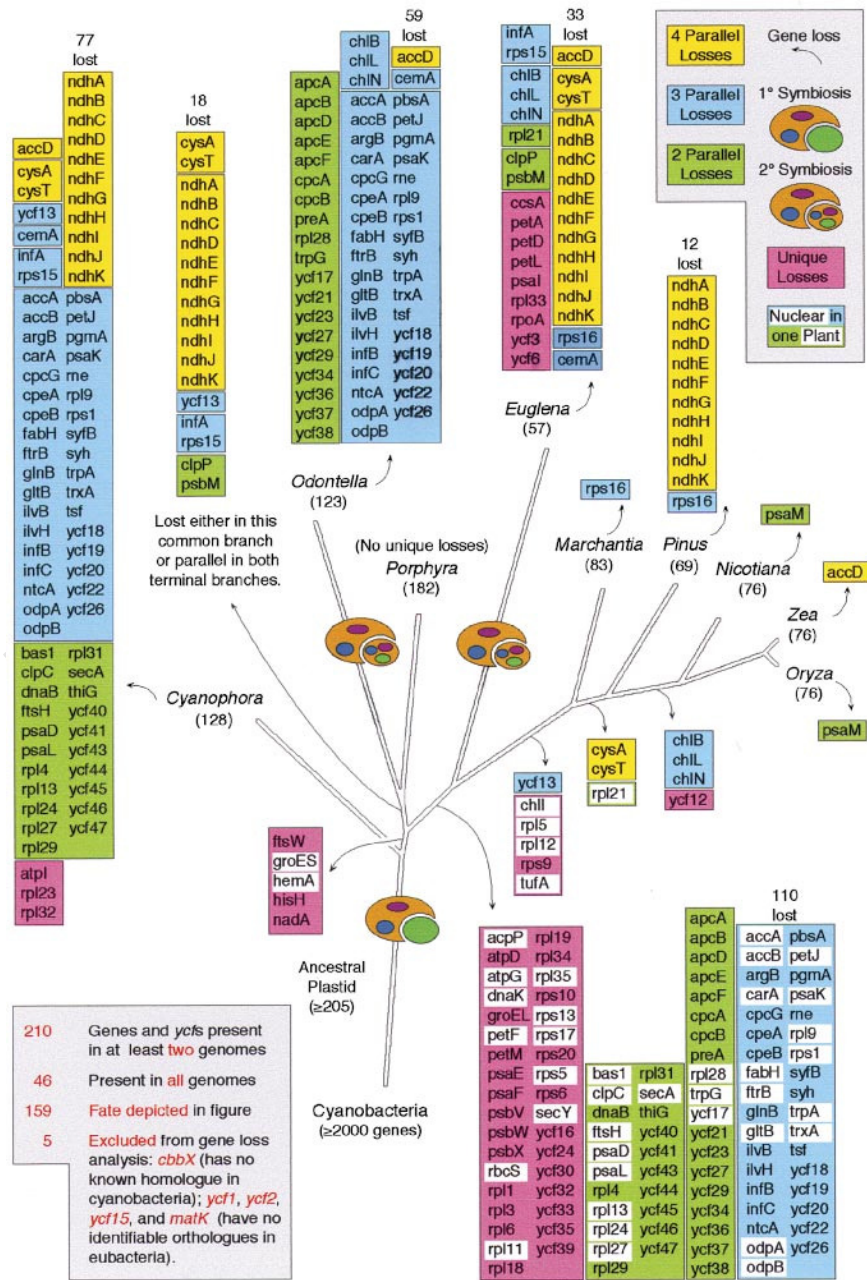 77
lost
ndhA
ndhB
ndhC
ndhD
ndhE
ndhF
ndhG
ndhH
ndhI
ndhJ
ndhK
accD
cysA
cysT
ycf13
cemA
infA
rps15
accA pbsA
accB petJ
argB pgmA
carA psaK
cpcG rne
cpeA rpl9
cpeB rps1
fabH syfB
ftrB syh
glnB trpA
gltB trxA
ilvB tsf
ilvH ycf18
infB ycf19
infC ycf20
ntcA ycf22
odpA ycf26
odpB
bas1 rpl31
clpC secA
dnaB thiG
ftsH ycf40
psaD ycf41
psaL ycf43
rpl4 ycf44
rpl13 ycf45
rpl24 ycf46
rpl27 ycf47
rpl29
atpI
rpl23
rpl32
18
lost
cysA
cysT
ndhA
ndhB
ndhC
ndhD
ndhE
ndhF
ndhG
ndhH
ndhI
ndhJ
ndhK
ycf13
infA
rps15
clpP
psbM
Lost either in this
common branch
or parallel in both
terminal branches.
59
lost
apcA
apcB
apcD
apcE
apcF
cpcA
cpcB
preA
rpl28
trpG
ycf17
ycf21
ycf23
ycf27
ycf29
ycf34
ycf36
ycf37
ycf38
chlB
chlL
chlN
accD
cemA
accA pbsA
accB petJ
argB pgmA
carA psaK
cpcG rne
cpeA rpl9
cpeB rps1
fabH syfB
ftrB syh
glnB trpA
gltB trxA
ilvB tsf
ilvH ycf18
infB ycf19
infC ycf20
ntcA ycf22
odpA ycf26
odpB
33
lost
infA
rps15
chlB
chlL
chlN
rpl21
clpP
psbM
ccsA
petA
petD
petL
psaI
rpl33
rpoA
ycf3
ycf6
accD
cysA
cysT
ndhA
ndhB
ndhC
ndhD
ndhE
ndhF
ndhG
ndhH
ndhI
ndhJ
ndhK
rps16
cemA
4 Parallel
Losses
Gene loss
3 Parallel
Losses
1° Symbiosis
2 Parallel
Losses
2° Symbiosis
Unique
Losses
Nuclear in
one Plant
12
lost
ndhA
ndhB
ndhC
ndhD
ndhE
ndhF
ndhG
ndhH
ndhI
ndhJ
ndhK
rps16
Odontella
(123)
(No unique losses)
Porphyra
(182)
Euglena
(57)
rps16
Marchantia
(83)
Pinus
(69)
psaM
Nicotiana
(76)
accD
Zea
(76)
Oryza
(76)
psaM
Cyanophora
(128)
ftsW
groES
hemA
hisH
nadA
ycf13
chlI
rpl5
rpl12
rps9
tufA
cysA
cysT
rpl21
chlB
chlL
chlN
ycf12
Ancestral
Plastid
(≥205)
Cyanobacteria
(≥2000 genes)
110
lost
acpP rpl19
atpD rpl34
atpG rpl35
dnaK rps10
groEL rps13
petF rps17
petM rps20
psaE rps5
psaF rps6
psbV secY
psbW ycf16
psbX ycf24
rbcS ycf30
rpl1 ycf32
rpl3 ycf33
rpl6 ycf35
rpl11 ycf39
rpl18
bas1 rpl31
clpC secA
dnaB thiG
ftsH ycf40
psaD ycf41
psaL ycf43
rpl4 ycf44
rpl13 ycf45
rpl24 ycf46
rpl27 ycf47
rpl29
apcA
apcB
apcD
apcE
apcF
cpcA
cpcB
preA
rpl28
trpG
ycf17
ycf21
ycf23
ycf27
ycf29
ycf34
ycf36
ycf37
ycf38
accA pbsA
accB petJ
argB pgmA
carA psaK
cpcG rne
cpeA rpl9
cpeB rps1
fabH syfB
ftrB syh
glnB trpA
gltB trxA
ilvB tsf
ilvH ycf18
infB ycf19
infC ycf20
ntcA ycf22
odpA ycf26
odpB
210 Genes and ycfs present
in at least two genomes
46 Present in all genomes
159 Fate depicted in figure
5 Excluded from gene loss
analysis: cbbX (has no
known homologue in
cyanobacteria); ycf1, ycf2,
ycf15, and matK (have no
identifiable orthologues in
eubacteria).